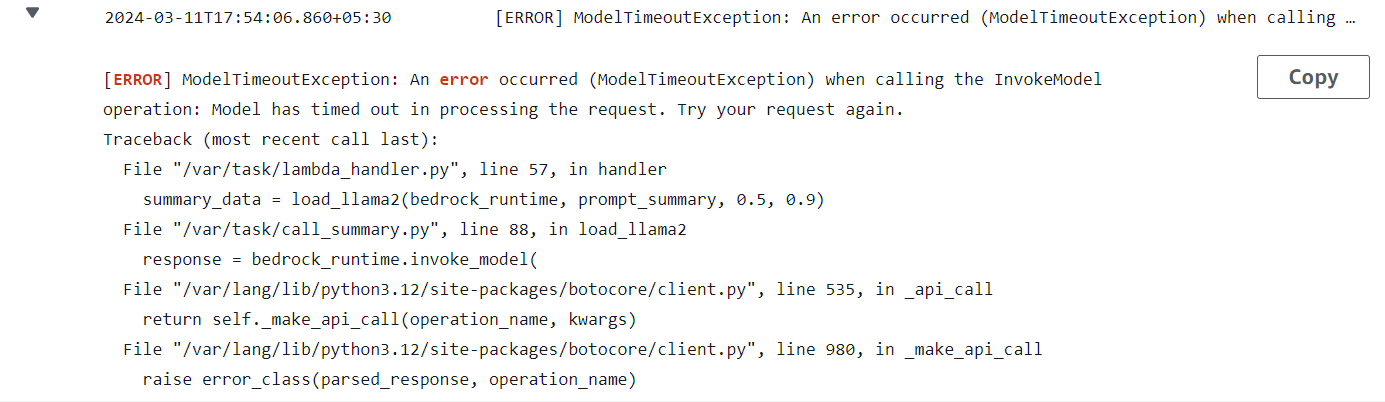 2024-03-11T17:54:06.860+05:30 [ERROR] ModelTimeoutException: An error occurred (ModelTimeoutException) when calling …
Copy
[ERROR] ModelTimeoutException: An error occurred (ModelTimeoutException) when calling the InvokeModel
operation: Model has timed out in processing the request. Try your request again.
Traceback (most recent call last):
  File "/var/task/lambda_handler.py", line 57, in handler
    summary_data = load_llama2(bedrock_runtime, prompt_summary, 0.5, 0.9)
  File "/var/task/call_summary.py", line 88, in load_llama2
    response = bedrock_runtime.invoke_model(
  File "/var/lang/lib/python3.12/site-packages/botocore/client.py", line 535, in _api_call
    return self._make_api_call(operation_name, kwargs)
  File "/var/lang/lib/python3.12/site-packages/botocore/client.py", line 980, in _make_api_call
    raise error_class(parsed_response, operation_name)